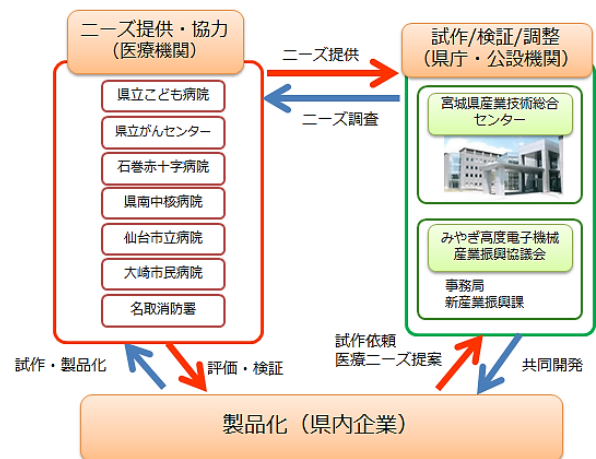 ニーズ提供・協力
（医療機関）
県立こども病院
県立がんセンター
石巻赤十字病院
県南中核病院
仙台市立病院
大崎市民病院
名取消防署
ニーズ提供
ニーズ調査
試作/検証/調整
（県庁・公設機関）
宮城県産業技術総合
センター
みやぎ高度電子機械
産業振興協議会
事務局
新産業振興課
試作・製品化
評価・検証
試作依頼
医療ニーズ提案
共同開発
製品化（県内企業）